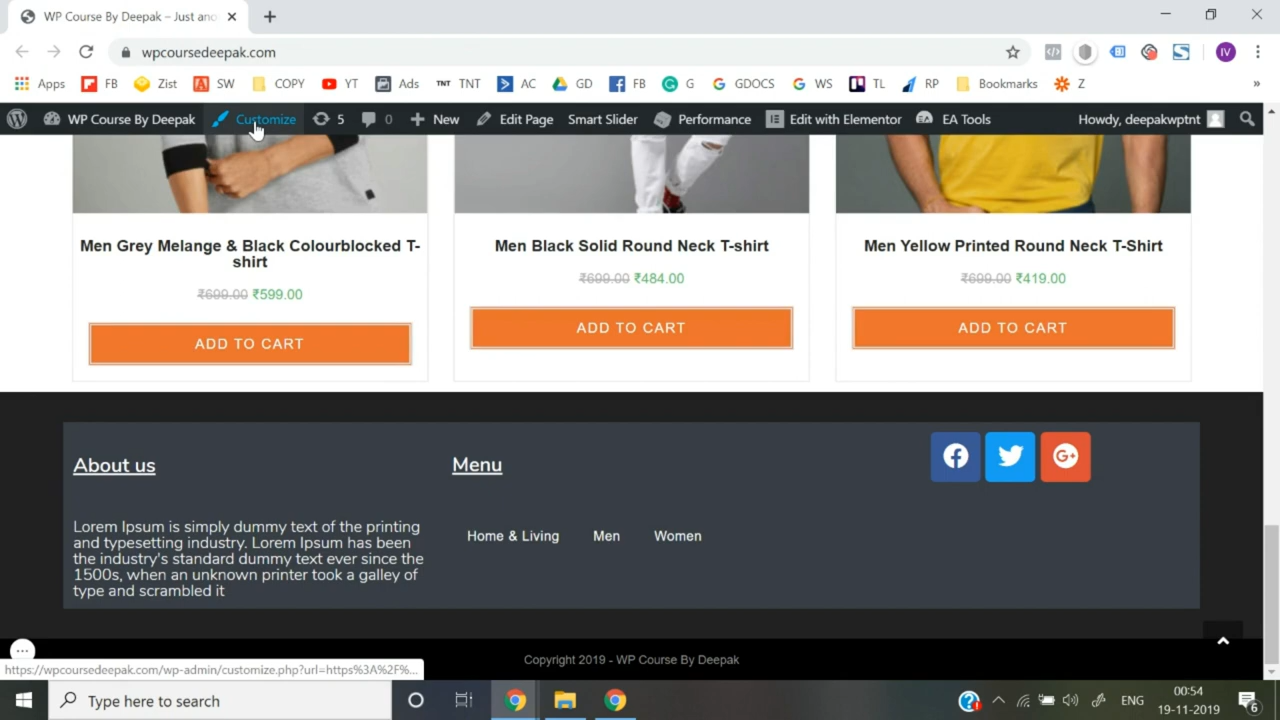 WP Course By Deepak – Just ano
wpcoursedeepak.com
IV
Apps FB Zist SW COPY YT Ads TNT TNT AC GD FB G GDOCS WS TL RP Bookmarks Z »
WP Course By Deepak Customize 5 0 New Edit Page Smart Slider Performance Edit with Elementor EA Tools Howdy, deepakwptnt
Men Grey Melange & Black Colourblocked T-
shirt
₹699.00 ₹599.00
ADD TO CART
Men Black Solid Round Neck T-shirt
₹699.00 ₹484.00
ADD TO CART
Men Yellow Printed Round Neck T-Shirt
₹699.00 ₹419.00
ADD TO CART
About us
Lorem Ipsum is simply dummy text of the printing
and typesetting industry. Lorem Ipsum has been
the industry's standard dummy text ever since the
1500s, when an unknown printer took a galley of
type and scrambled it
Menu
Home & Living Men Women
G+
Copyright 2019 - WP Course By Deepak
https://wpcoursedeepak.com/wp-admin/customize.php?url=https%3A%2F%...
Type here to search
ENG
00:54
19-11-2019
6